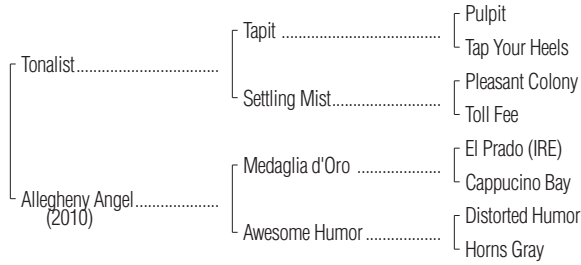 Pulpit
Tapit ................................
Tap Your Heels
Tonalist..................................
Pleasant Colony
Settling Mist....................
Toll Fee
El Prado (IRE)
Medaglia d'Oro ....................
Cappucino Bay
Allegheny Angel....................
(2010)
Distorted Humor
Awesome Humor..................
Horns Gray